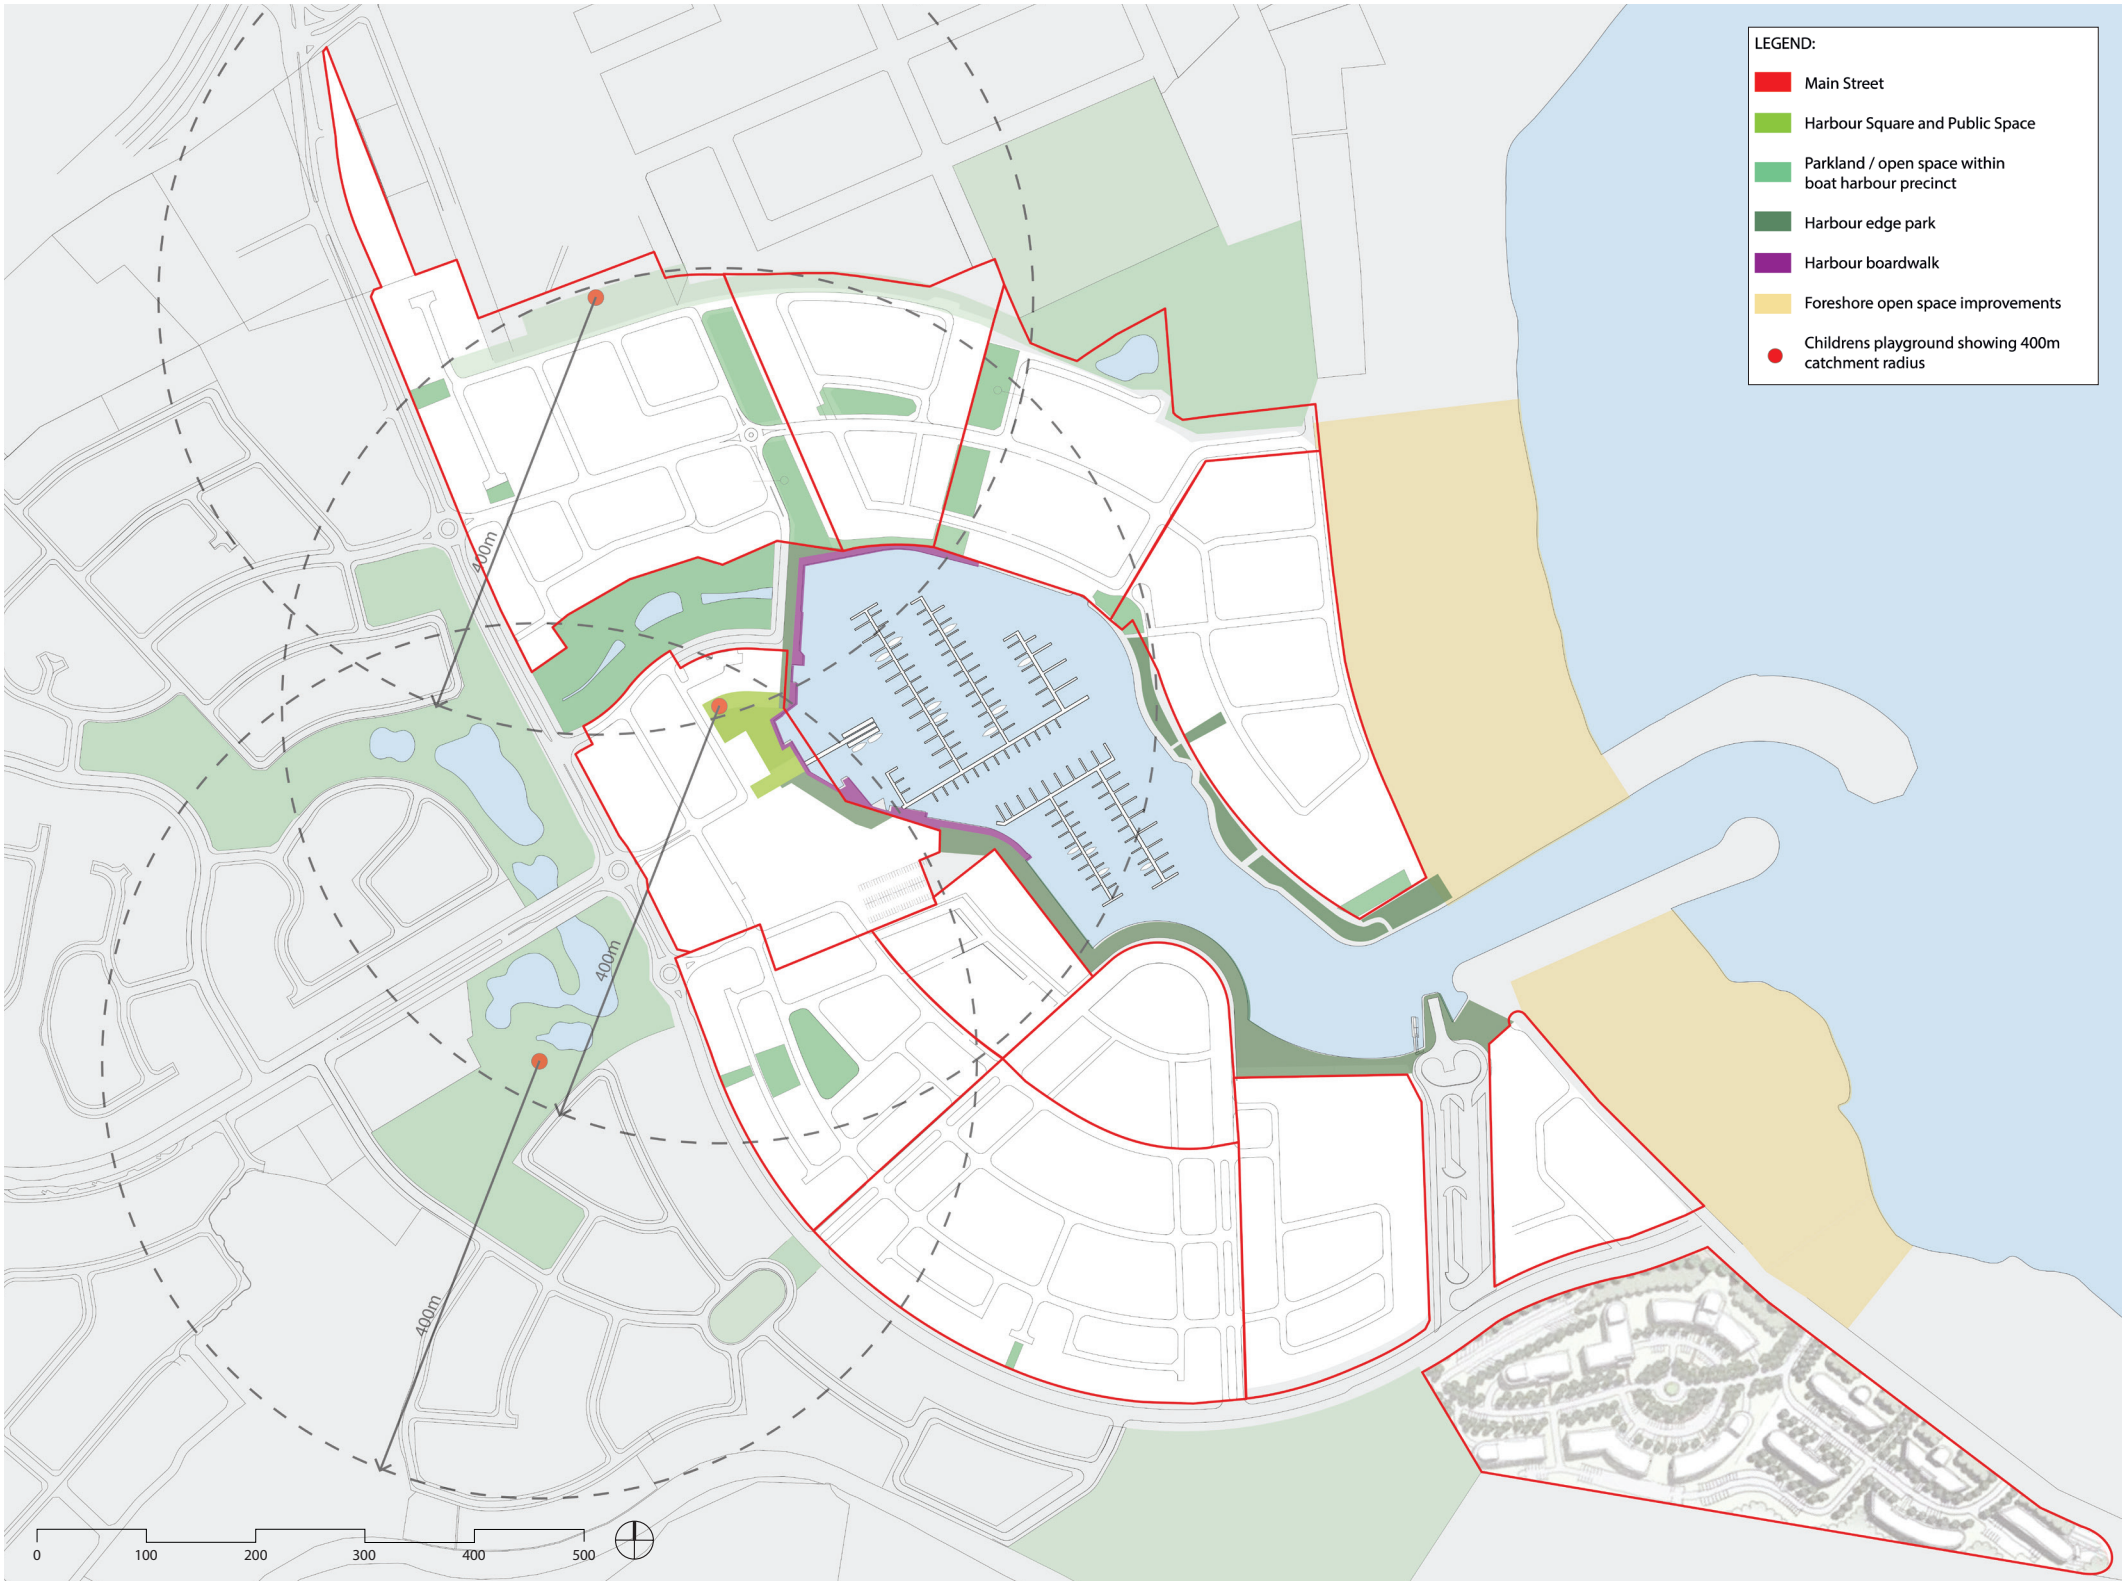 LEGEND:
Main Street
Harbour Square and Public Space
Parkland / open space within
boat harbour precinct
Harbour edge park
Harbour boardwalk
Foreshore open space improvements
Childrens playground showing 400m
catchment radius
400m
400m
400m
0 100 200 300 400 500